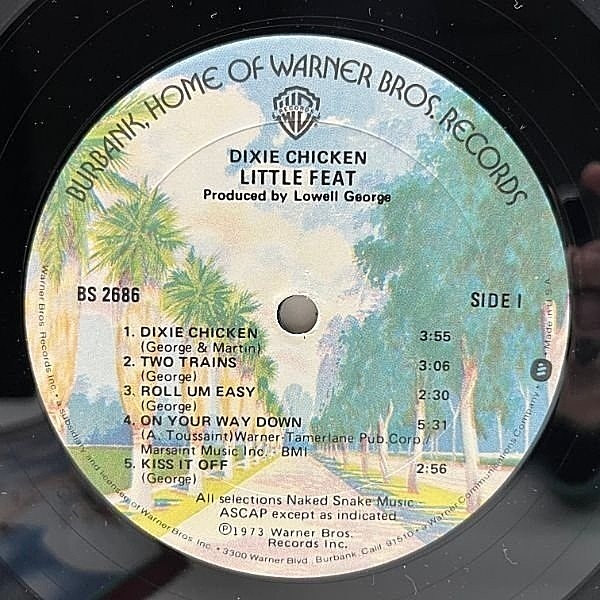 BURBANK, HOME OF WARNER BROS. RECORDS
RECORDS
DIXIE CHICKEN
LITTLE FEAT
Produced by Lowell George
BS 2686
SIDE I
1. DIXIE CHICKEN 3:55
(George & Martin)
2. TWO TRAINS 3:06
(George)
3. ROLL UM EASY 2:30
(George)
4. ON YOUR WAY DOWN 5:31
(A. Toussaint) Warner-Tamerlane Pub. Corp./
Marsaint Music Inc. - BMI
5. KISS IT OFF 2:56
(George)
All selections Naked Snake Music
ASCAP except as indicated
Ⓟ1973 Warner Bros.
Records Inc.
Warner Bros. Records Inc. • a subsidiary and licensee of Warner Bros. Inc. • 3300 Warner Blvd., Burbank, Calif. 91510 • a Warner Communications Company • Made in U.S.A.